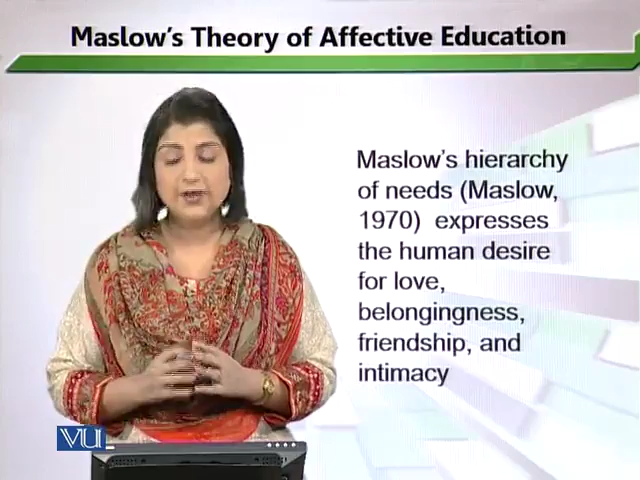 Maslow's Theory of Affective Education
Maslow's hierarchy
of needs (Maslow,
1970) expresses
the human desire
for love,
belongingness,
friendship, and
intimacy
VU